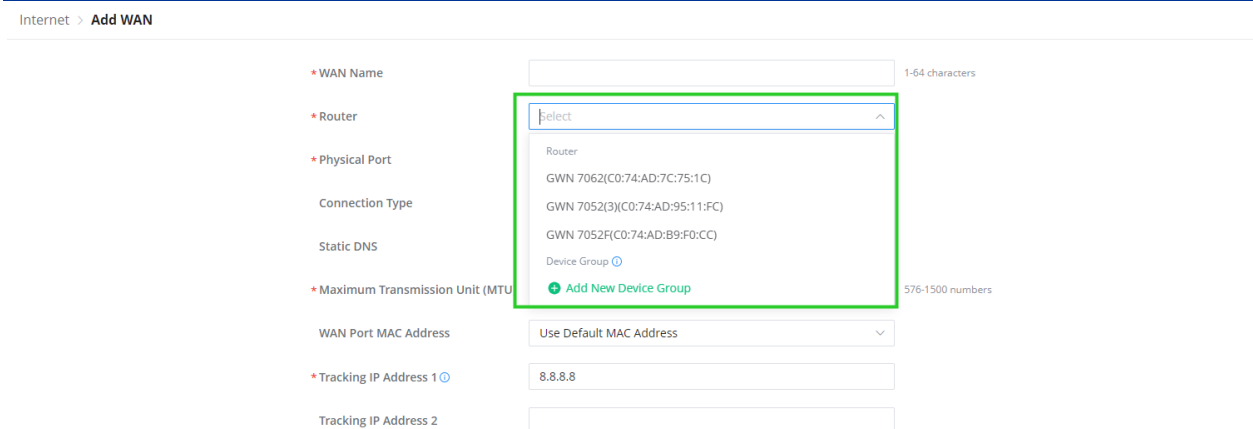 Internet > Add WAN
* WAN Name
1-64 characters
* Router
Select
* Physical Port
Router
GWN 7062(C0:74:AD:7C:75:1C)
Connection Type
GWN 7052(3)(C0:74:AD:95:11:FC)
Static DNS
GWN 7052F(C0:74:AD:B9:F0:CC)
Device Group
* Maximum Transmission Unit (MTU
Add New Device Group
576-1500 numbers
WAN Port MAC Address
Use Default MAC Address
* Tracking IP Address 1
8.8.8.8
Tracking IP Address 2